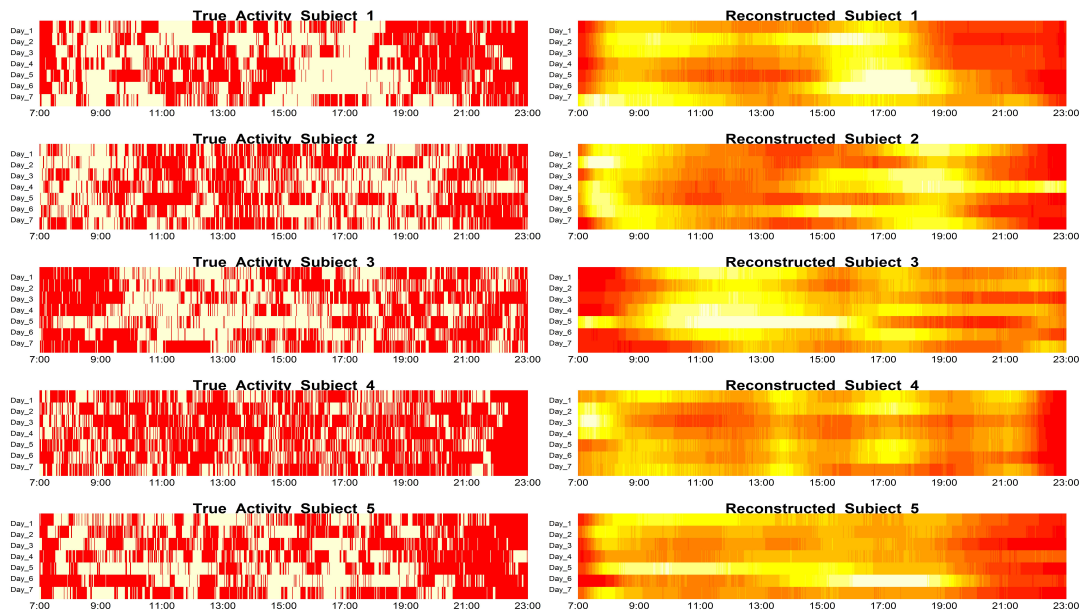 True Activity Subject 1
Day_1
Day_2
Day_3
Day_4
Day_5
Day_6
Day_7
7:00 9:00 11:00 13:00 15:00 17:00 19:00 21:00 23:00
Reconstructed Subject 1
Day_1
Day_2
Day_3
Day_4
Day_5
Day_6
Day_7
7:00 9:00 11:00 13:00 15:00 17:00 19:00 21:00 23:00
True Activity Subject 2
Day_1
Day_2
Day_3
Day_4
Day_5
Day_6
Day_7
7:00 9:00 11:00 13:00 15:00 17:00 19:00 21:00 23:00
Reconstructed Subject 2
Day_1
Day_2
Day_3
Day_4
Day_5
Day_6
Day_7
7:00 9:00 11:00 13:00 15:00 17:00 19:00 21:00 23:00
True Activity Subject 3
Day_1
Day_2
Day_3
Day_4
Day_5
Day_6
Day_7
7:00 9:00 11:00 13:00 15:00 17:00 19:00 21:00 23:00
Reconstructed Subject 3
Day_1
Day_2
Day_3
Day_4
Day_5
Day_6
Day_7
7:00 9:00 11:00 13:00 15:00 17:00 19:00 21:00 23:00
True Activity Subject 4
Day_1
Day_2
Day_3
Day_4
Day_5
Day_6
Day_7
7:00 9:00 11:00 13:00 15:00 17:00 19:00 21:00 23:00
Reconstructed Subject 4
Day_1
Day_2
Day_3
Day_4
Day_5
Day_6
Day_7
7:00 9:00 11:00 13:00 15:00 17:00 19:00 21:00 23:00
True Activity Subject 5
Day_1
Day_2
Day_3
Day_4
Day_5
Day_6
Day_7
7:00 9:00 11:00 13:00 15:00 17:00 19:00 21:00 23:00
Reconstructed Subject 5
Day_1
Day_2
Day_3
Day_4
Day_5
Day_6
Day_7
7:00 9:00 11:00 13:00 15:00 17:00 19:00 21:00 23:00